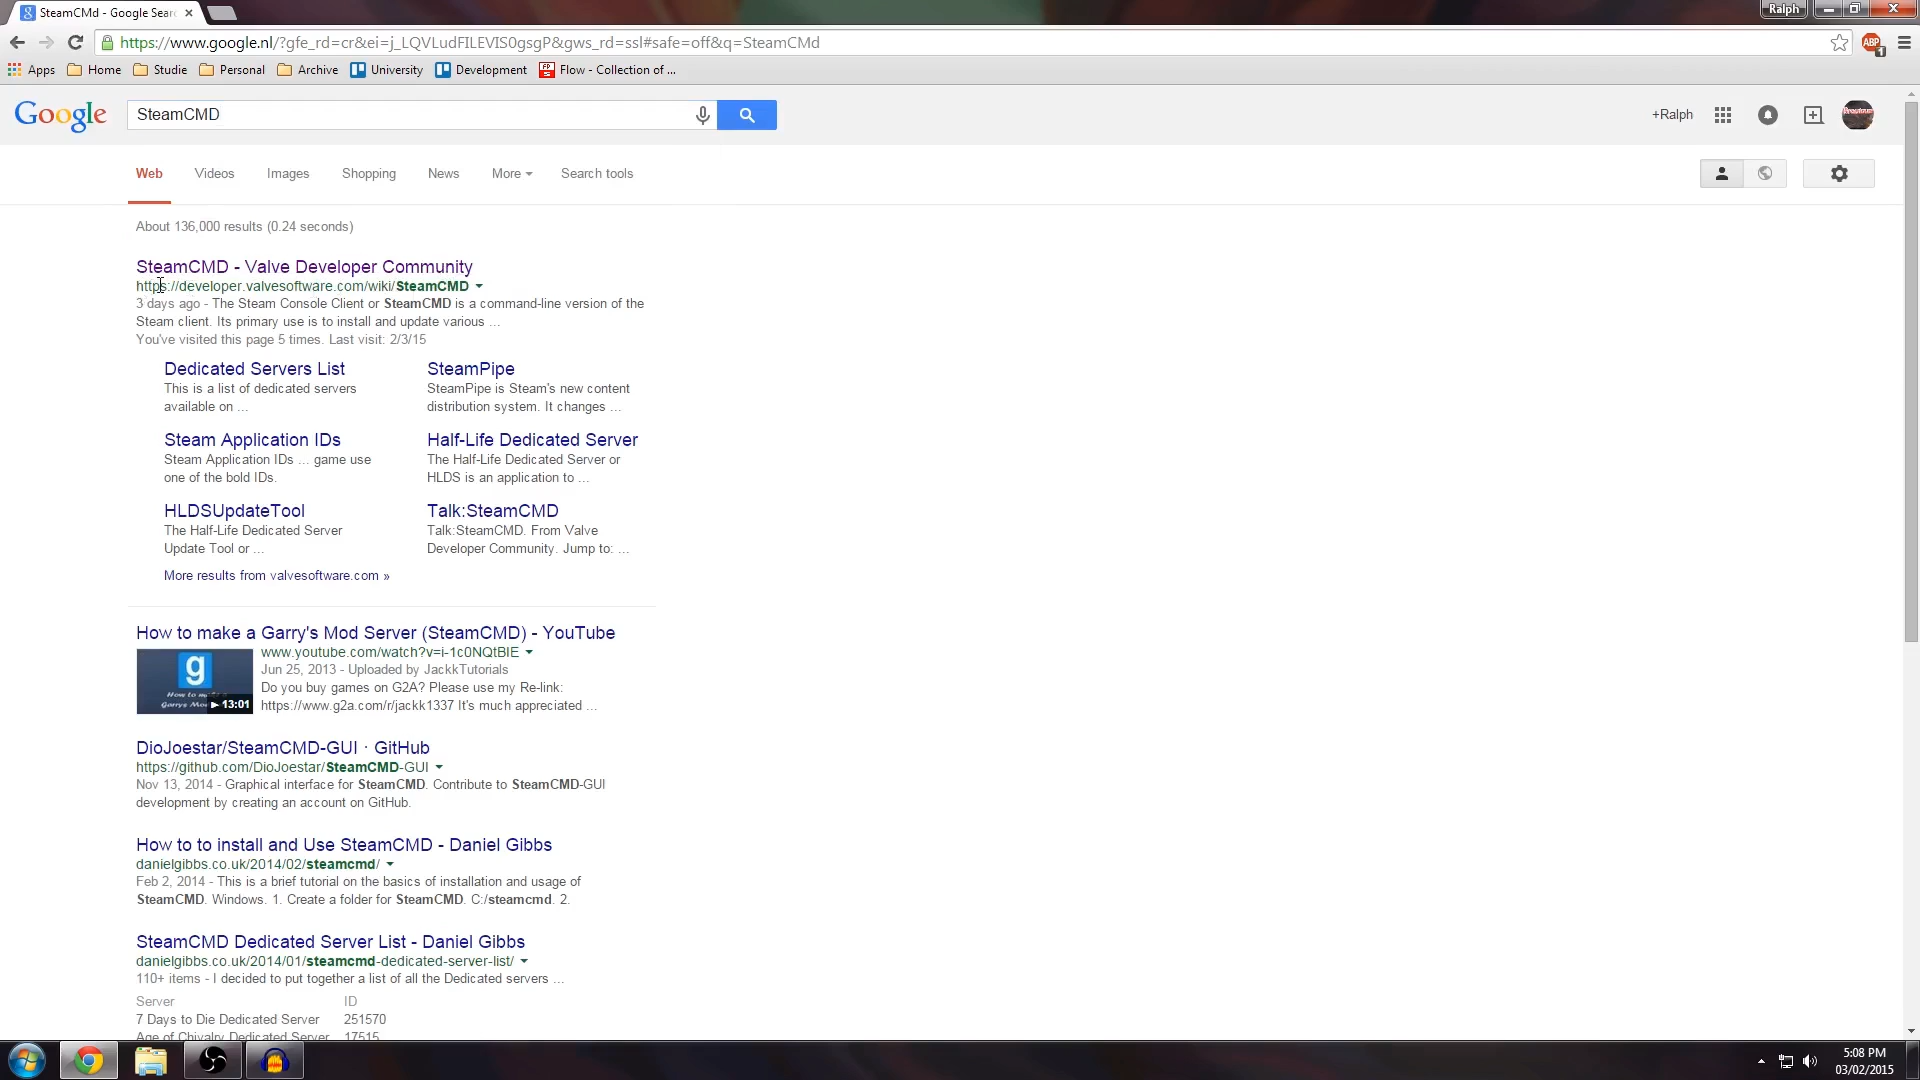 SteamCMd - Google Sear
Ralph
https://www.google.nl/?gfe_rd=cr&ei=j_LQVLudFILEVIS0gsgP&gws_rd=ssl#safe=off&q=SteamCMd
ABP
1
Apps Home Studie Personal Archive University Development Flow - Collection of ...
Google
SteamCMD
+Ralph
Web Videos Images Shopping News More Search tools
About 136,000 results (0.24 seconds)
SteamCMD - Valve Developer Community
https://developer.valvesoftware.com/wiki/SteamCMD
3 days ago - The Steam Console Client or SteamCMD is a command-line version of the
Steam client. Its primary use is to install and update various ...
You've visited this page 5 times. Last visit: 2/3/15
Dedicated Servers List
This is a list of dedicated servers
available on ...
SteamPipe
SteamPipe is Steam's new content
distribution system. It changes ...
Steam Application IDs
Steam Application IDs ... game use
one of the bold IDs.
Half-Life Dedicated Server
The Half-Life Dedicated Server or
HLDS is an application to ...
HLDSUpdateTool
The Half-Life Dedicated Server
Update Tool or ...
Talk:SteamCMD
Talk:SteamCMD. From Valve
Developer Community. Jump to: ...
More results from valvesoftware.com »
How to make a Garry's Mod Server (SteamCMD) - YouTube
g
How to make a
Garrys Mod
▶ 13:01
www.youtube.com/watch?v=i-1c0NQtBIE
Jun 25, 2013 - Uploaded by JackkTutorials
Do you buy games on G2A? Please use my Re-link:
https://www.g2a.com/r/jackk1337 It's much appreciated ...
DioJoestar/SteamCMD-GUI · GitHub
https://github.com/DioJoestar/SteamCMD-GUI
Nov 13, 2014 - Graphical interface for SteamCMD. Contribute to SteamCMD-GUI
development by creating an account on GitHub.
How to to install and Use SteamCMD - Daniel Gibbs
danielgibbs.co.uk/2014/02/steamcmd/
Feb 2, 2014 - This is a brief tutorial on the basics of installation and usage of
SteamCMD. Windows. 1. Create a folder for SteamCMD. C:/steamcmd. 2.
SteamCMD Dedicated Server List - Daniel Gibbs
danielgibbs.co.uk/2014/01/steamcmd-dedicated-server-list/
110+ items - I decided to put together a list of all the Dedicated servers ...
Server ID
7 Days to Die Dedicated Server 251570
Age of Chivalry Dedicated Server 17515
5:08 PM
03/02/2015